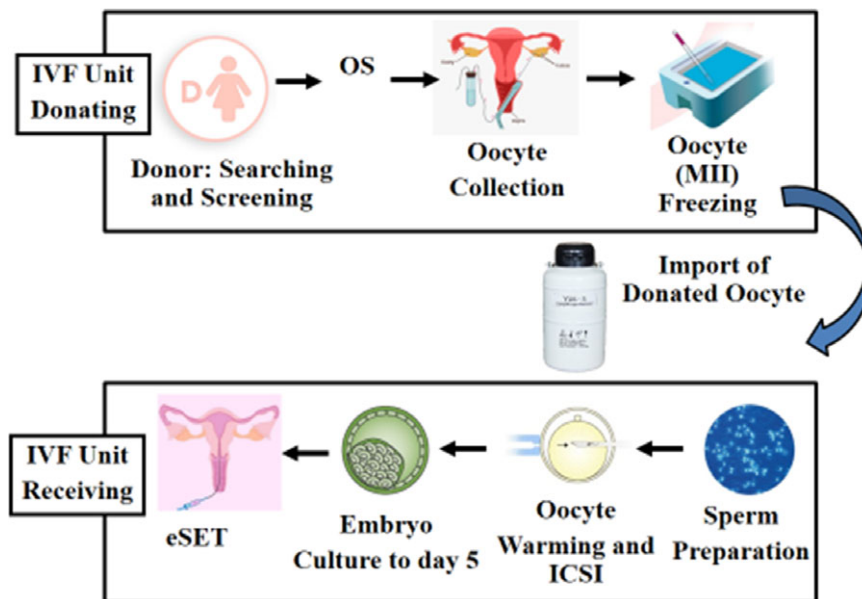 IVF Unit
Donating
D
OS
Donor: Searching
and Screening
Oocyte
Collection
Oocyte
(MII)
Freezing
Import of
Donated Oocyte
IVF Unit
Receiving
eSET
Embryo
Culture to day 5
Oocyte
Warming and
ICSI
Sperm
Preparation